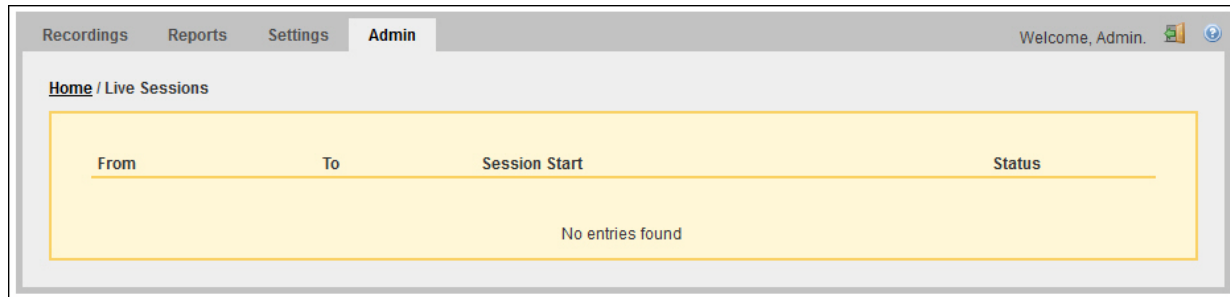 Recordings Reports Settings Admin Welcome, Admin.
Home / Live Sessions
From To Session Start Status
No entries found